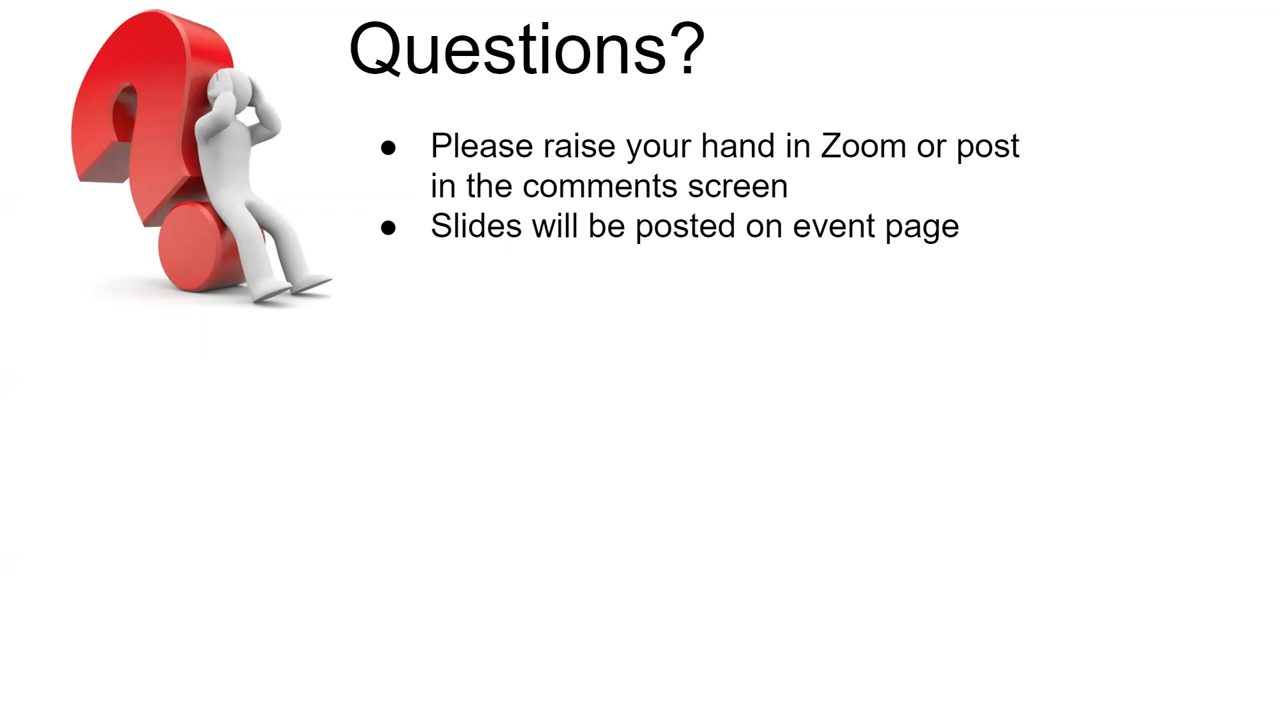 Questions?
● Please raise your hand in Zoom or post
in the comments screen
● Slides will be posted on event page